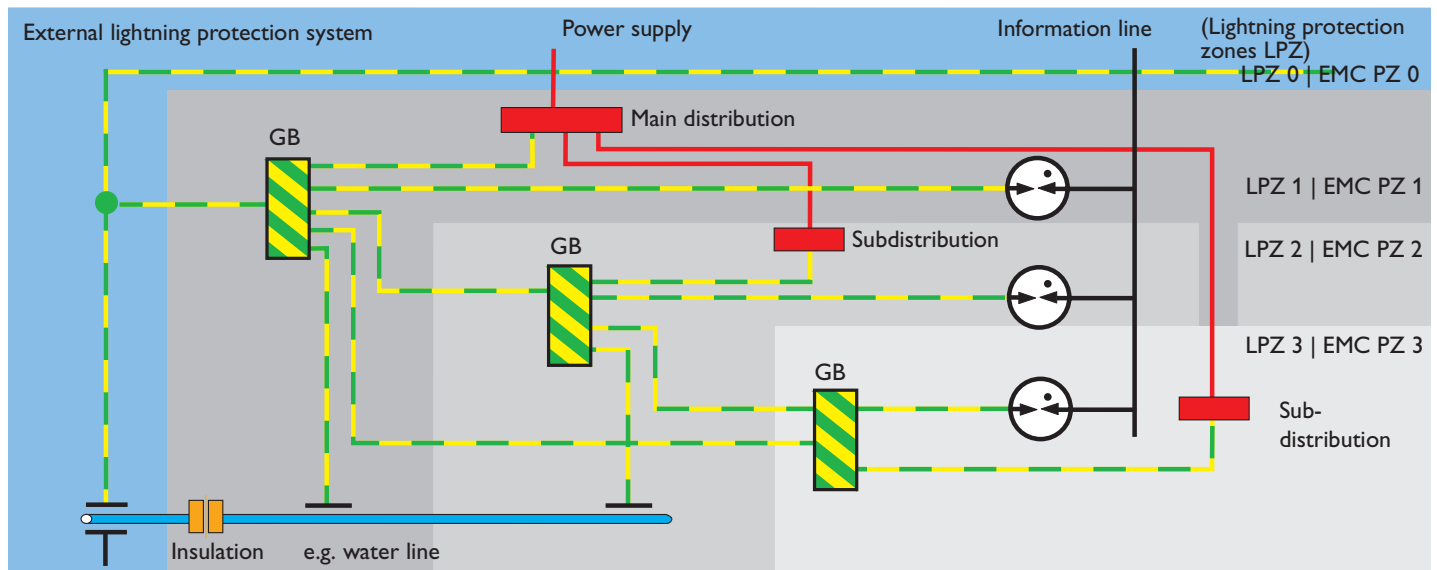 External lightning protection system
Power supply
Information line
(Lightning protection
zones LPZ)
LPZ 0 | EMC PZ 0
Main distribution
GB
LPZ 1 | EMC PZ 1
Subdistribution
GB
LPZ 2 | EMC PZ 2
LPZ 3 | EMC PZ 3
GB
Sub-
distribution
Insulation
e.g. water line